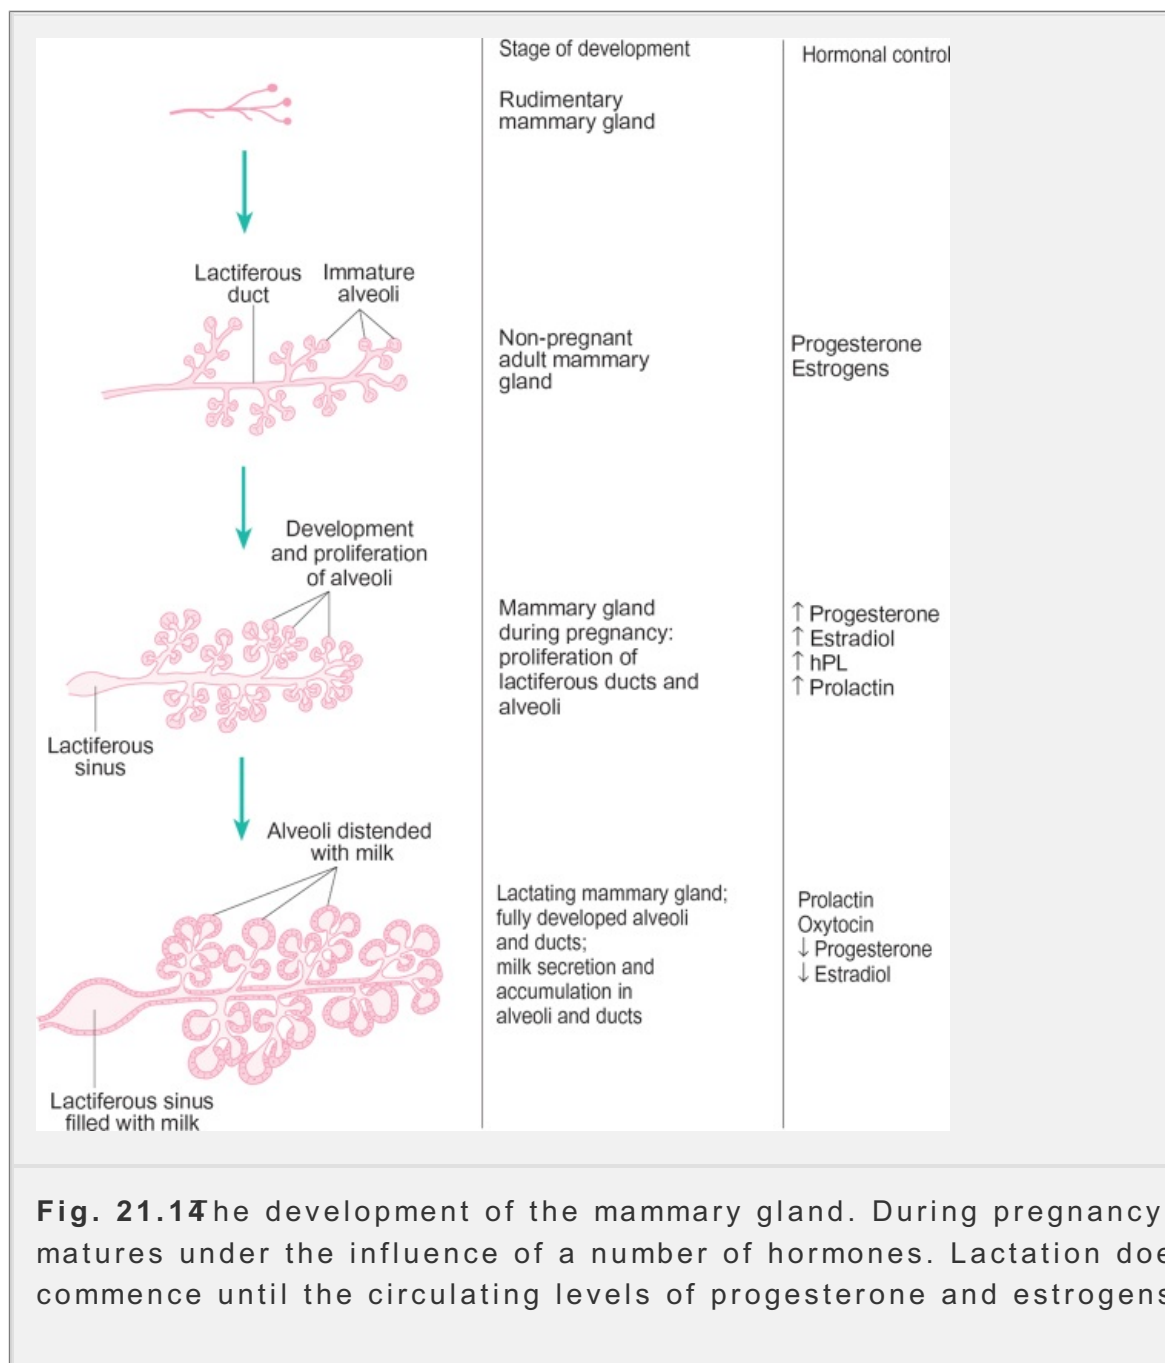 Stage of development
Hormonal control
Rudimentary
mammary gland
Lactiferous
duct
Immature
alveoli
Non-pregnant
adult mammary
gland
Progesterone
Estrogens
Development
and proliferation
of alveoli
Mammary gland
during pregnancy:
proliferation of
lactiferous ducts and
alveoli
↑ Progesterone
↑ Estradiol
↑ hPL
↑ Prolactin
Lactiferous
sinus
Alveoli distended
with milk
Lactating mammary gland;
fully developed alveoli
and ducts;
milk secretion and
accumulation in
alveoli and ducts
Prolactin
Oxytocin
↓ Progesterone
↓ Estradiol
Lactiferous sinus
filled with milk
Fig. 21.14 The development of the mammary gland. During pregnancy
matures under the influence of a number of hormones. Lactation doe
commence until the circulating levels of progesterone and estrogens